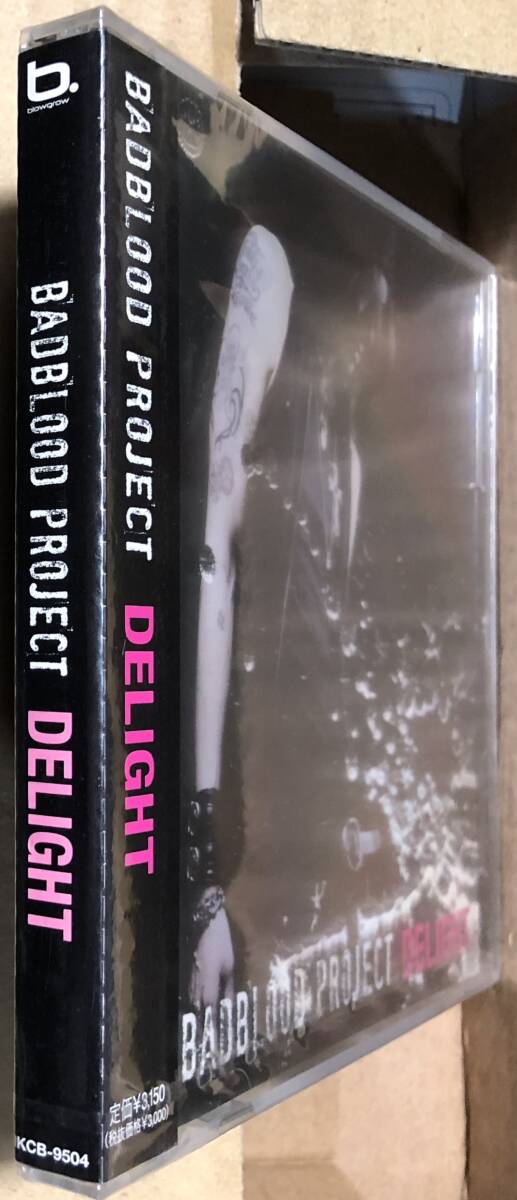 b.
blowgrow
BADBLOOD PROJECT DELIGHT
KCB-9504
BADBLOOD PROJECT DELIGHT
定価¥3,150
(税抜価格¥3,000)
BADBLOOD PROJECT DELIGHT